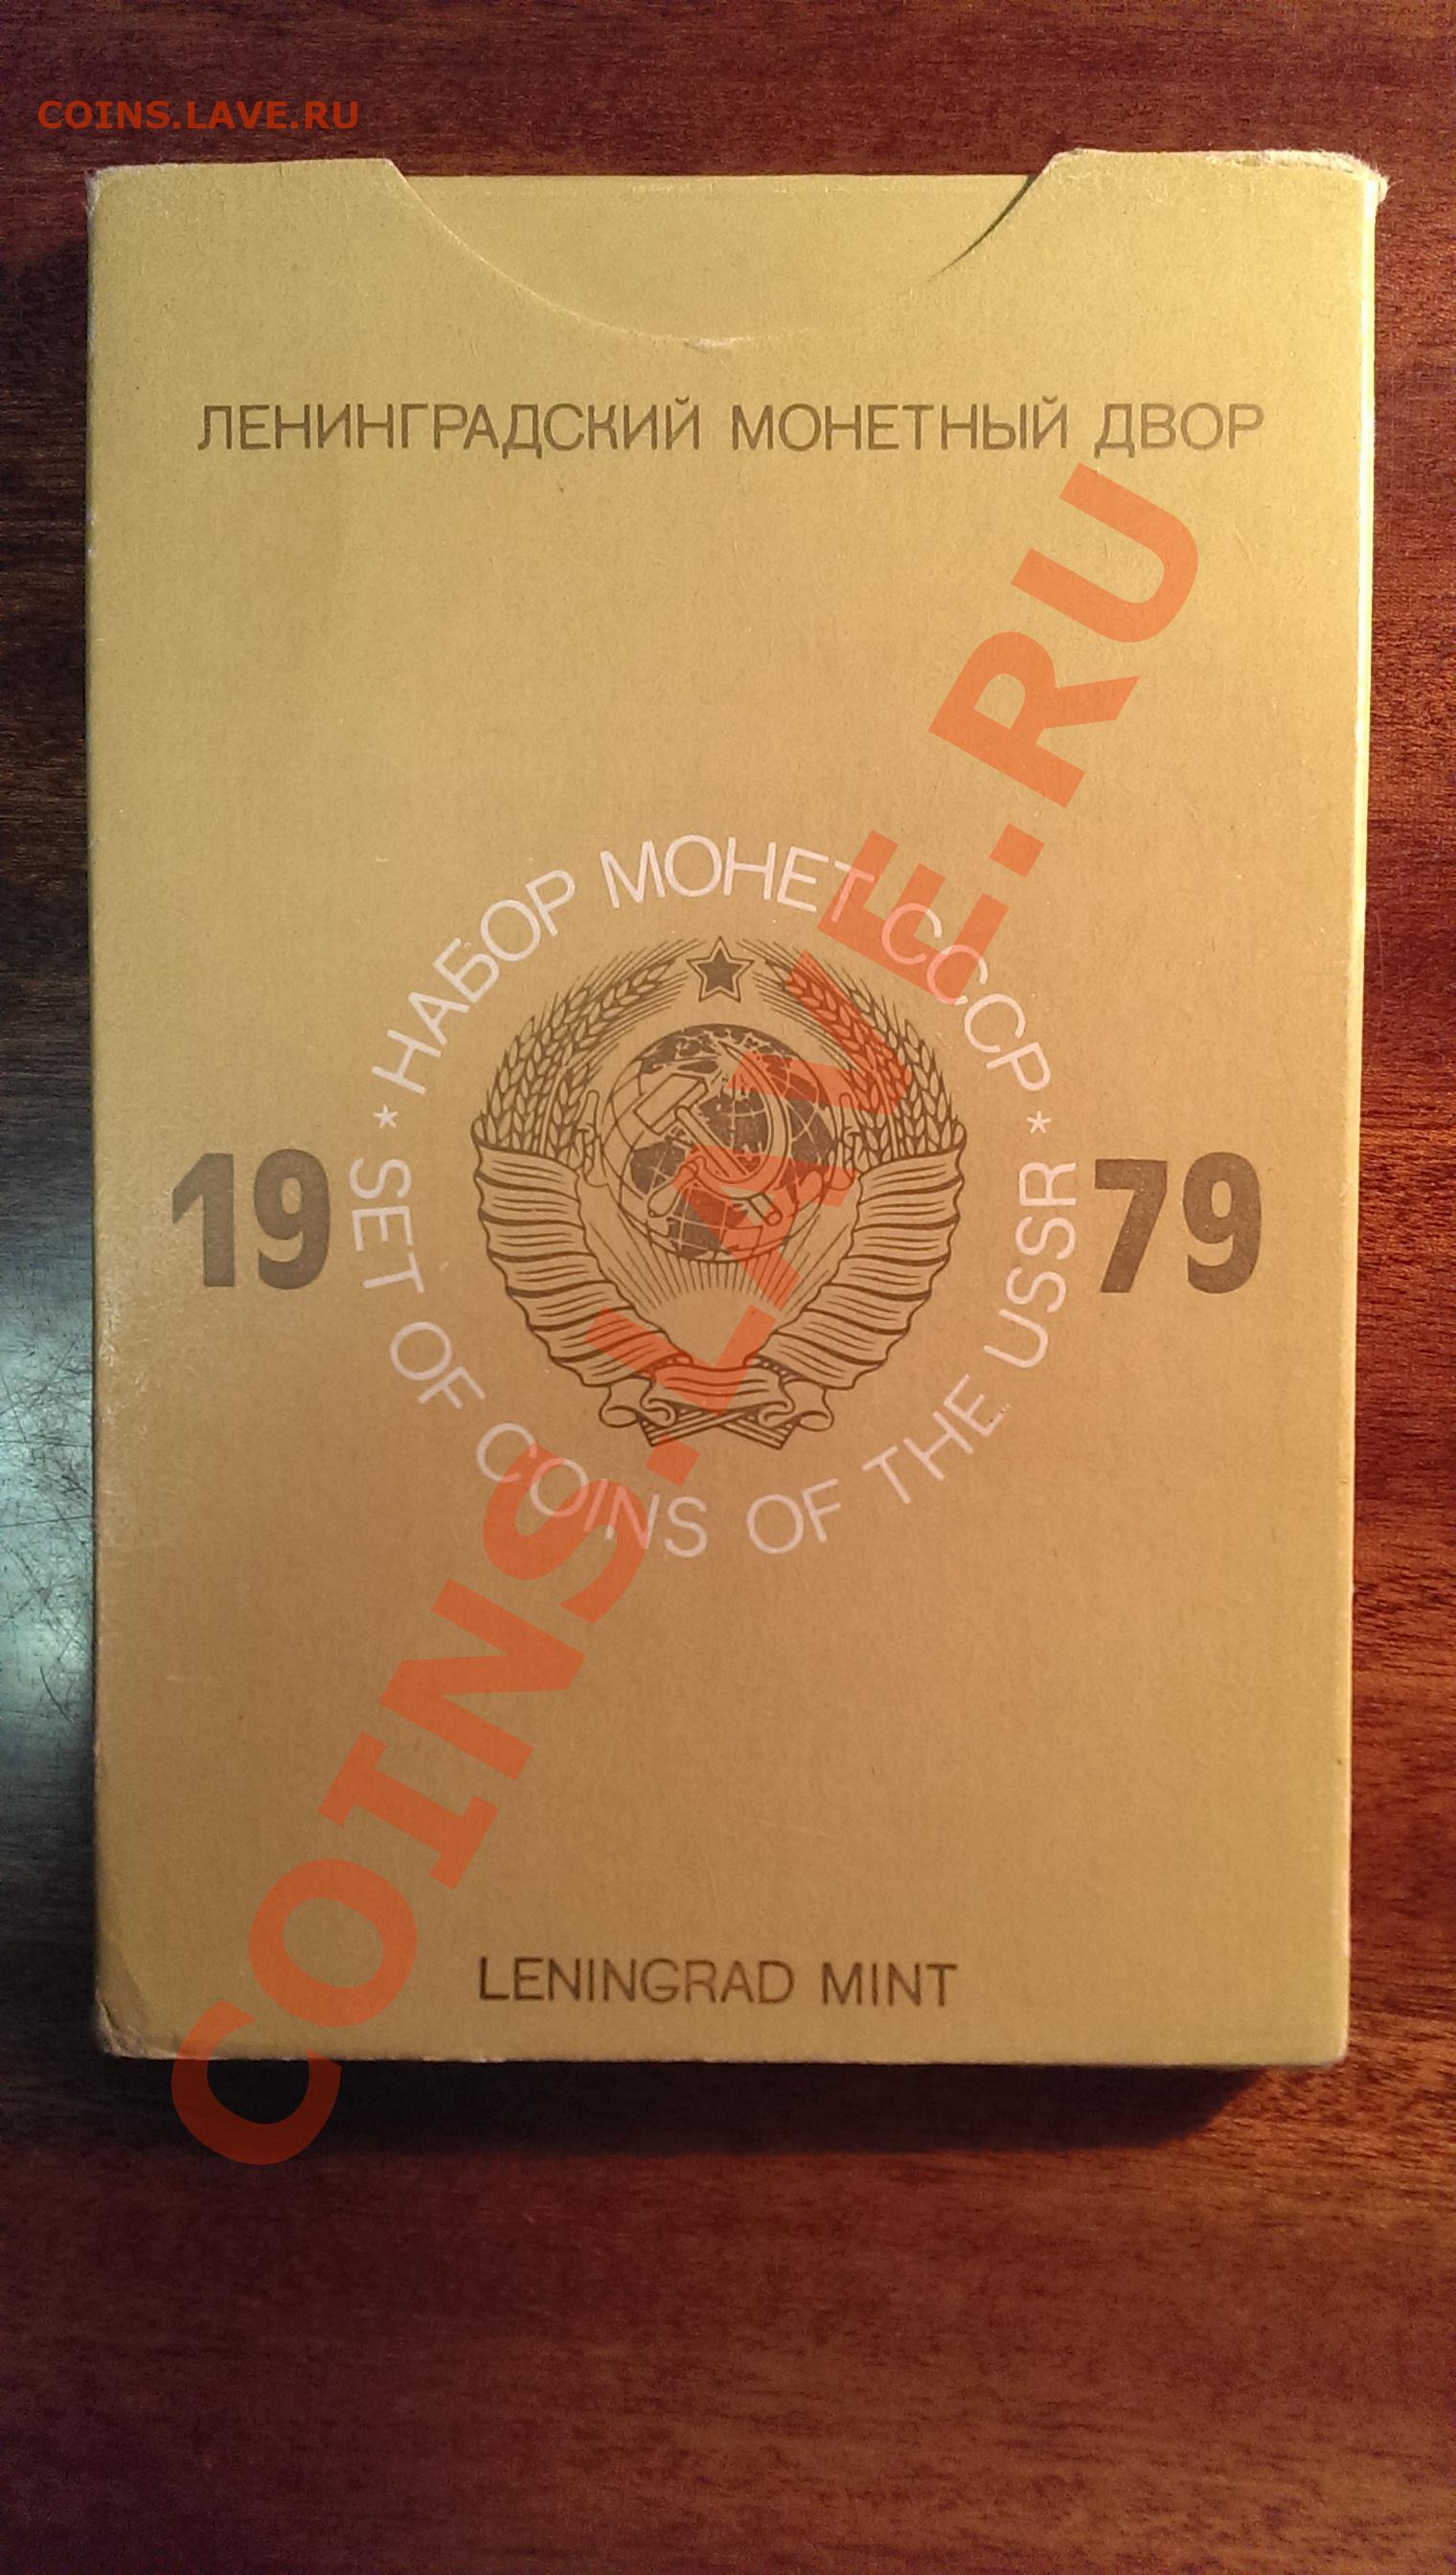 COINS.LAVE.RU
ЛЕНИНГРАДСКИЙ МОНЕТНЫЙ ДВОР
* НАБОР МОНЕТ СССР *
19 79
SET OF COINS OF THE USSR
COINS.LAVE.RU
LENINGRAD MINT